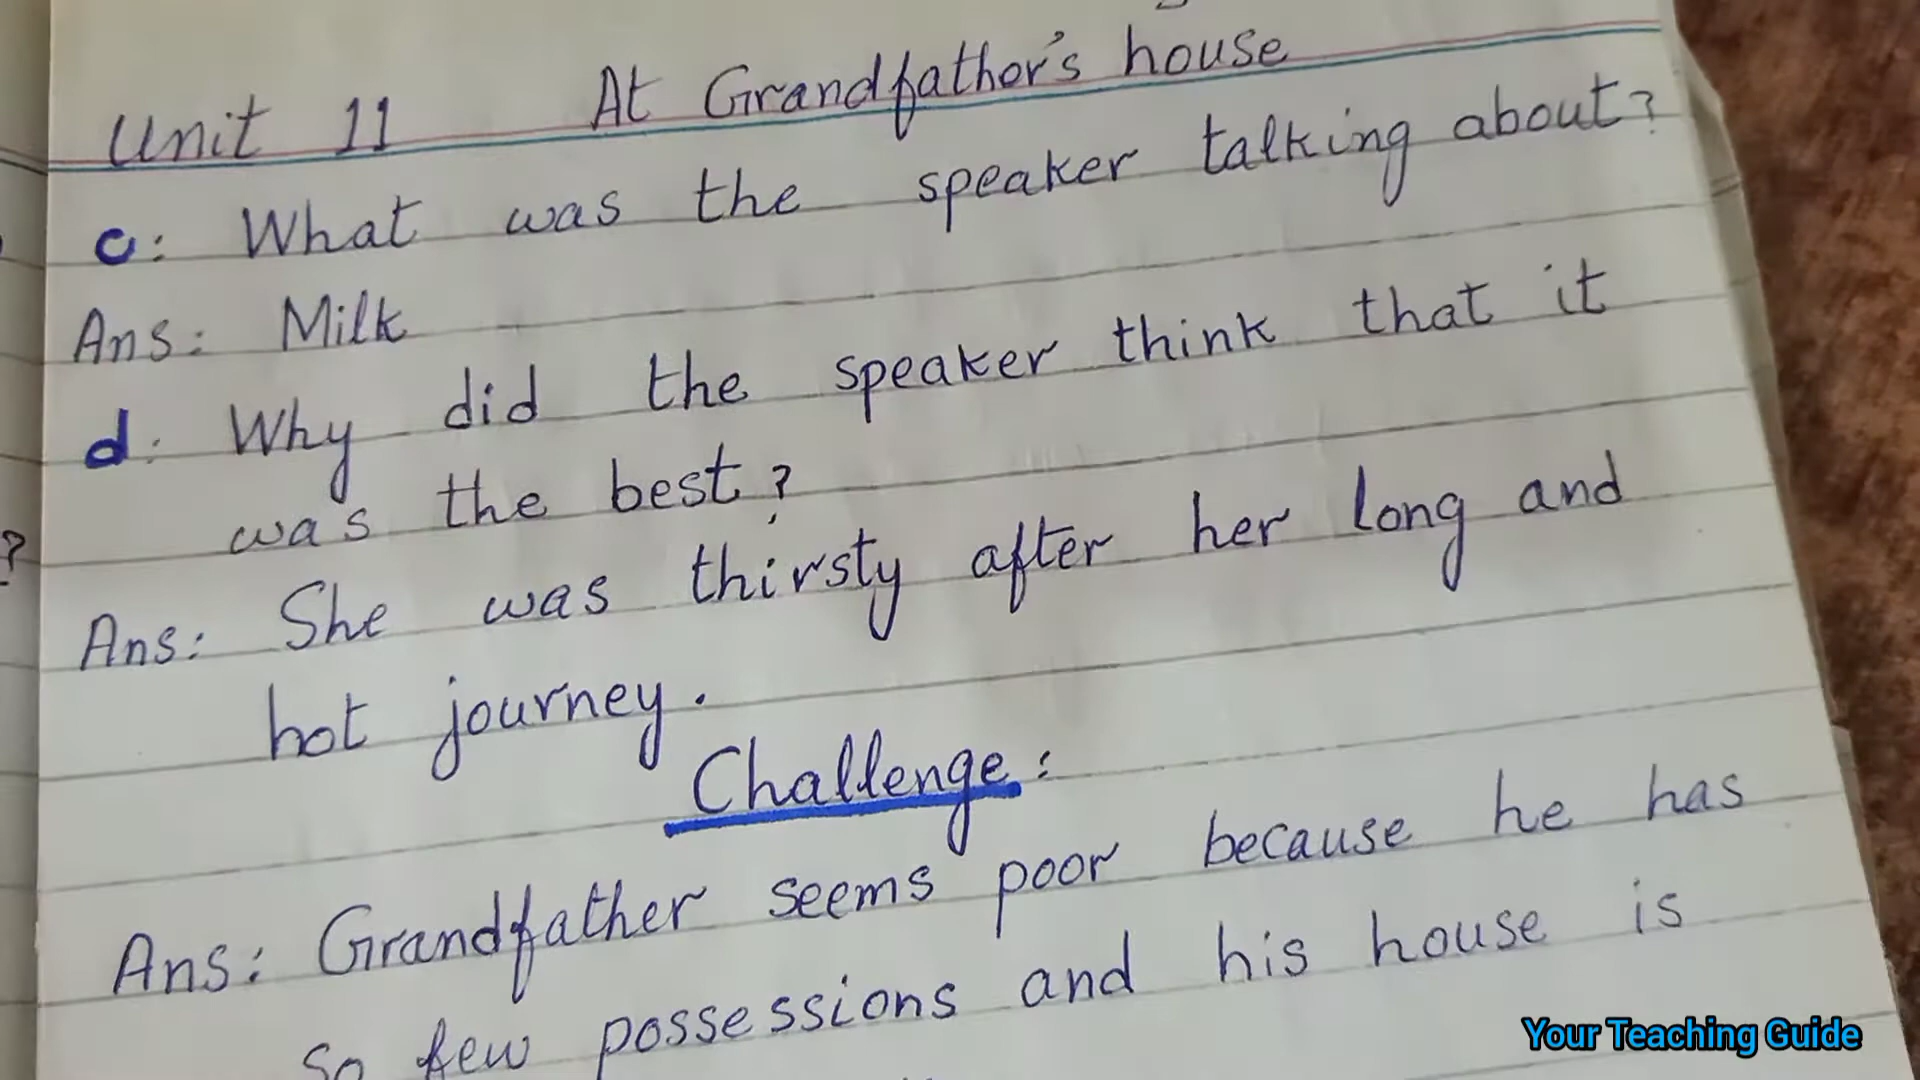 Unit 11 At Grandfather's house
c: What was the speaker talking about?
Ans: Milk
d: Why did the speaker think that it
was the best?
Ans: She was thirsty after her long and
hot journey.
Challenge:
Ans: Grandfather seems poor because he has
so few possessions and his house is
?
Your Teaching Guide